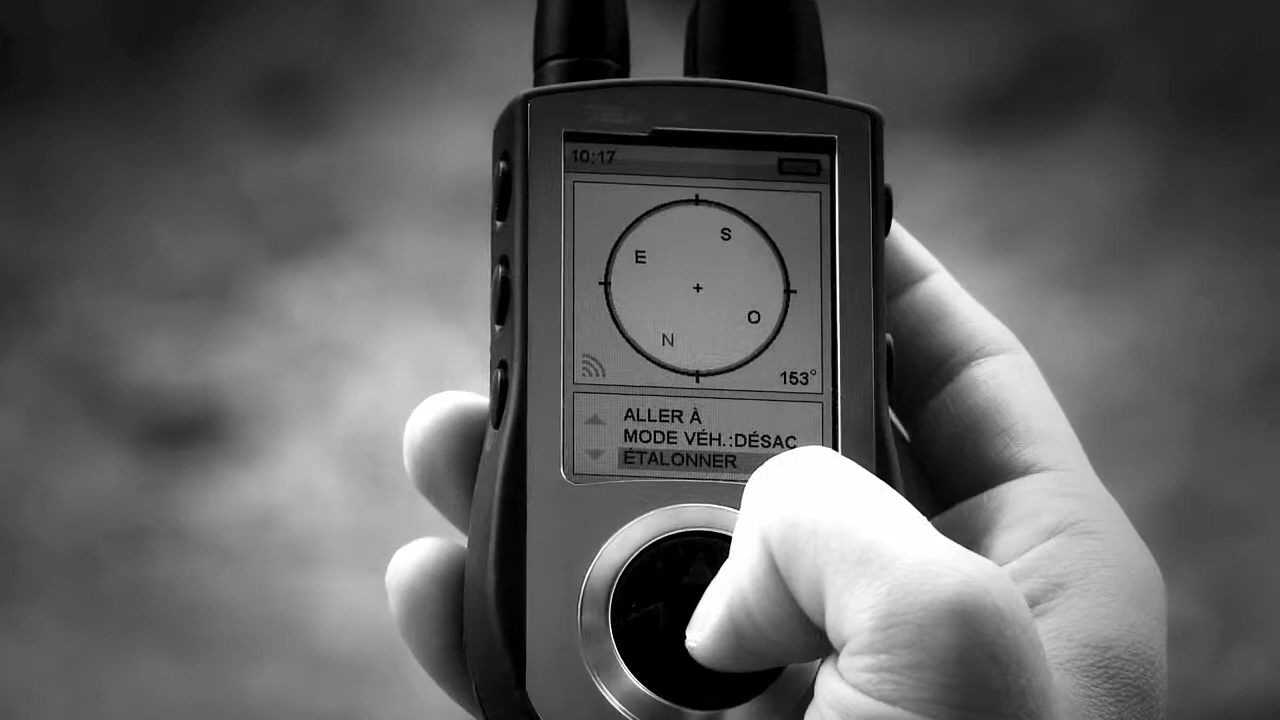 10:17
S
E
O
N
153°
ALLER À
MODE VÉH.:DÉSAC
ÉTALONNER